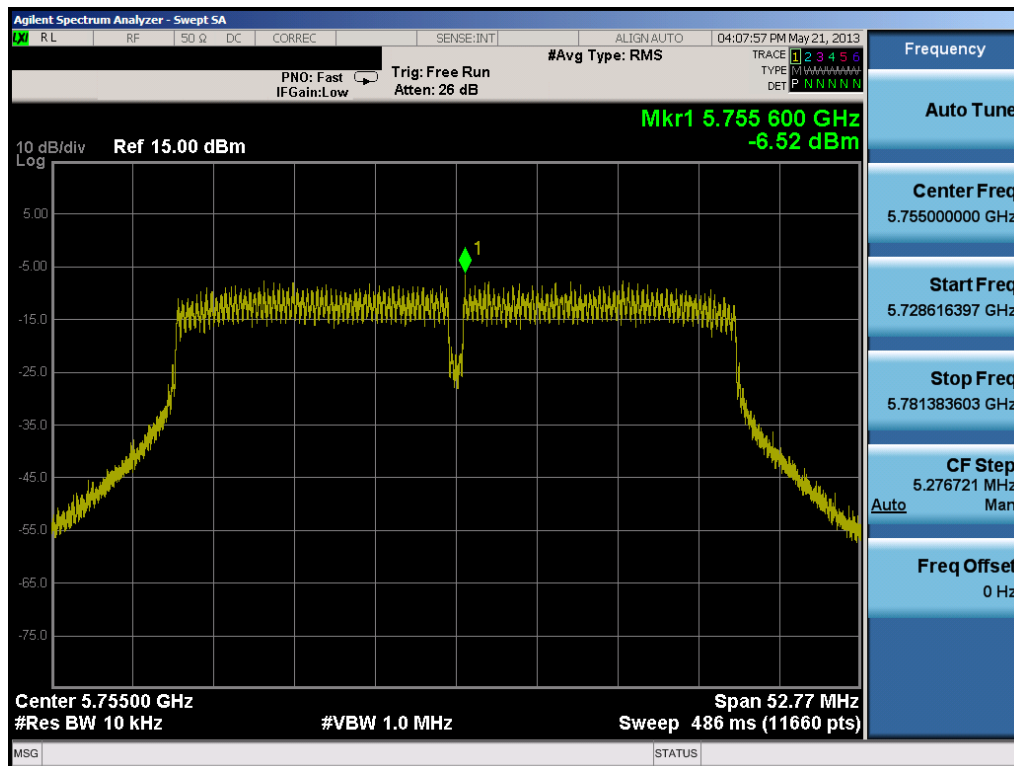 Agilent Spectrum Analyzer - Swept SA
LXI RL RF 50 Ω DC CORREC SENSE:INT ALIGN AUTO 04:07:57 PM May 21, 2013
PNO: Fast
IFGain:Low
Trig: Free Run
Atten: 26 dB
#Avg Type: RMS
TRACE 1 2 3 4 5 6
TYPE M WWWWW
DET P N N N N N
Mkr1 5.755 600 GHz
-6.52 dBm
10 dB/div Ref 15.00 dBm
Log
5.00
-5.00
-15.0
-25.0
-35.0
-45.0
-55.0
-65.0
-75.0
1
Center 5.75500 GHz Span 52.77 MHz
#Res BW 10 kHz #VBW 1.0 MHz Sweep 486 ms (11660 pts)
MSG STATUS
Frequency
Auto Tune
Center Freq
5.755000000 GHz
Start Freq
5.728616397 GHz
Stop Freq
5.781383603 GHz
CF Step
5.276721 MHz
Auto Man
Freq Offset
0 Hz